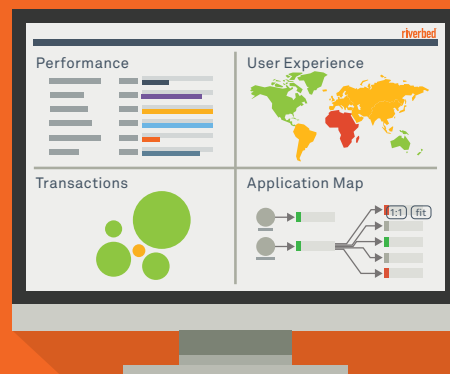 riverbed
Performance
User Experience
Transactions
Application Map
1:1 fit